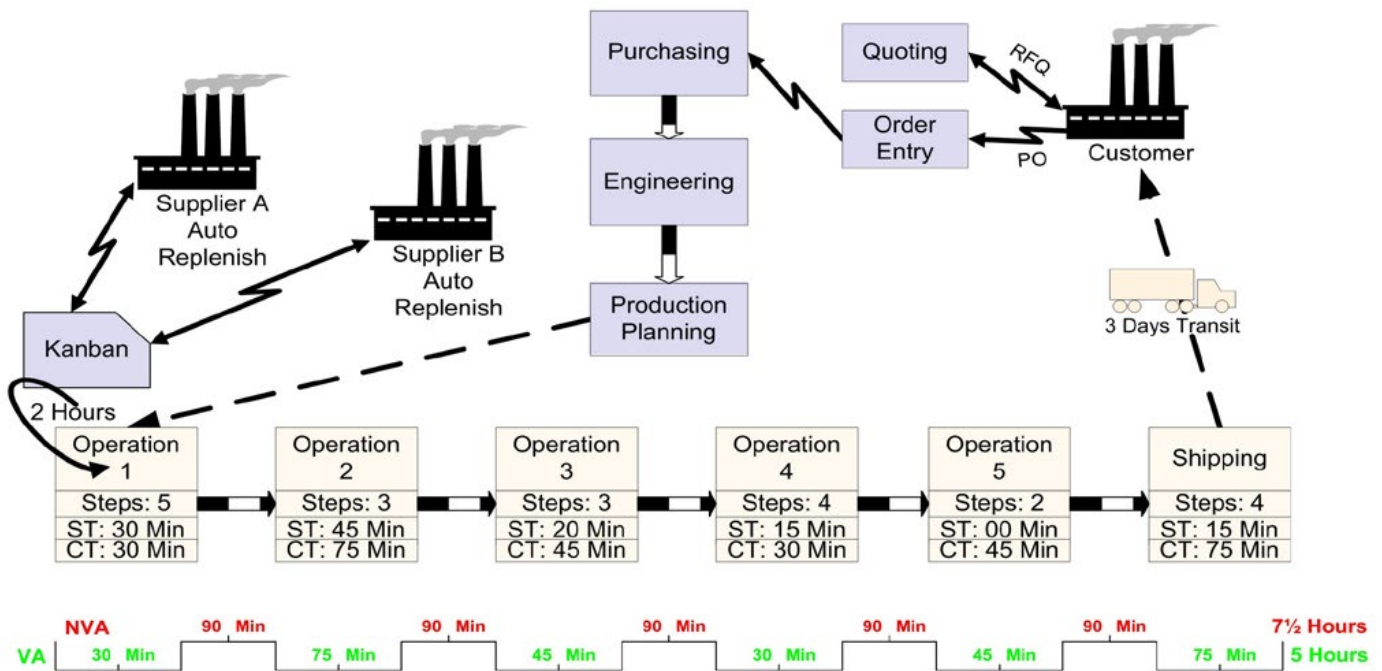 Purchasing
Quoting
RFQ
Order
Entry
PO
Customer
Engineering
Supplier A
Auto
Replenish
Supplier B
Auto
Replenish
Production
Planning
3 Days Transit
Kanban
2 Hours
Operation
1
Steps: 5
ST: 30 Min
CT: 30 Min
Operation
2
Steps: 3
ST: 45 Min
CT: 75 Min
Operation
3
Steps: 3
ST: 20 Min
CT: 45 Min
Operation
4
Steps: 4
ST: 15 Min
CT: 30 Min
Operation
5
Steps: 2
ST: 00 Min
CT: 45 Min
Shipping
Steps: 4
ST: 15 Min
CT: 75 Min
NVA 90 Min 90 Min 90 Min 90 Min 90 Min 7½ Hours
VA 30 Min 75 Min 45 Min 30 Min 45 Min 75 Min 5 Hours